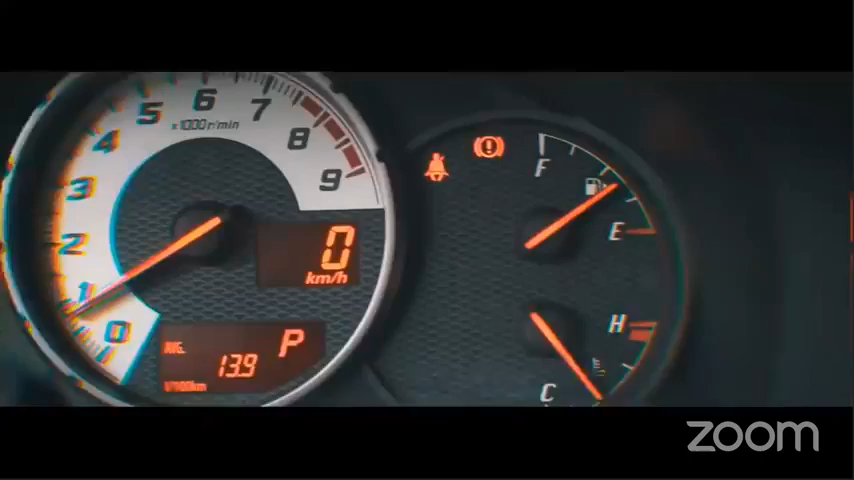 5 6 7
x1000r/min
4 8
3 9
2
1
0
0
km/h
AVG. P
13.9
l/100km
F
E
H
C
zoom